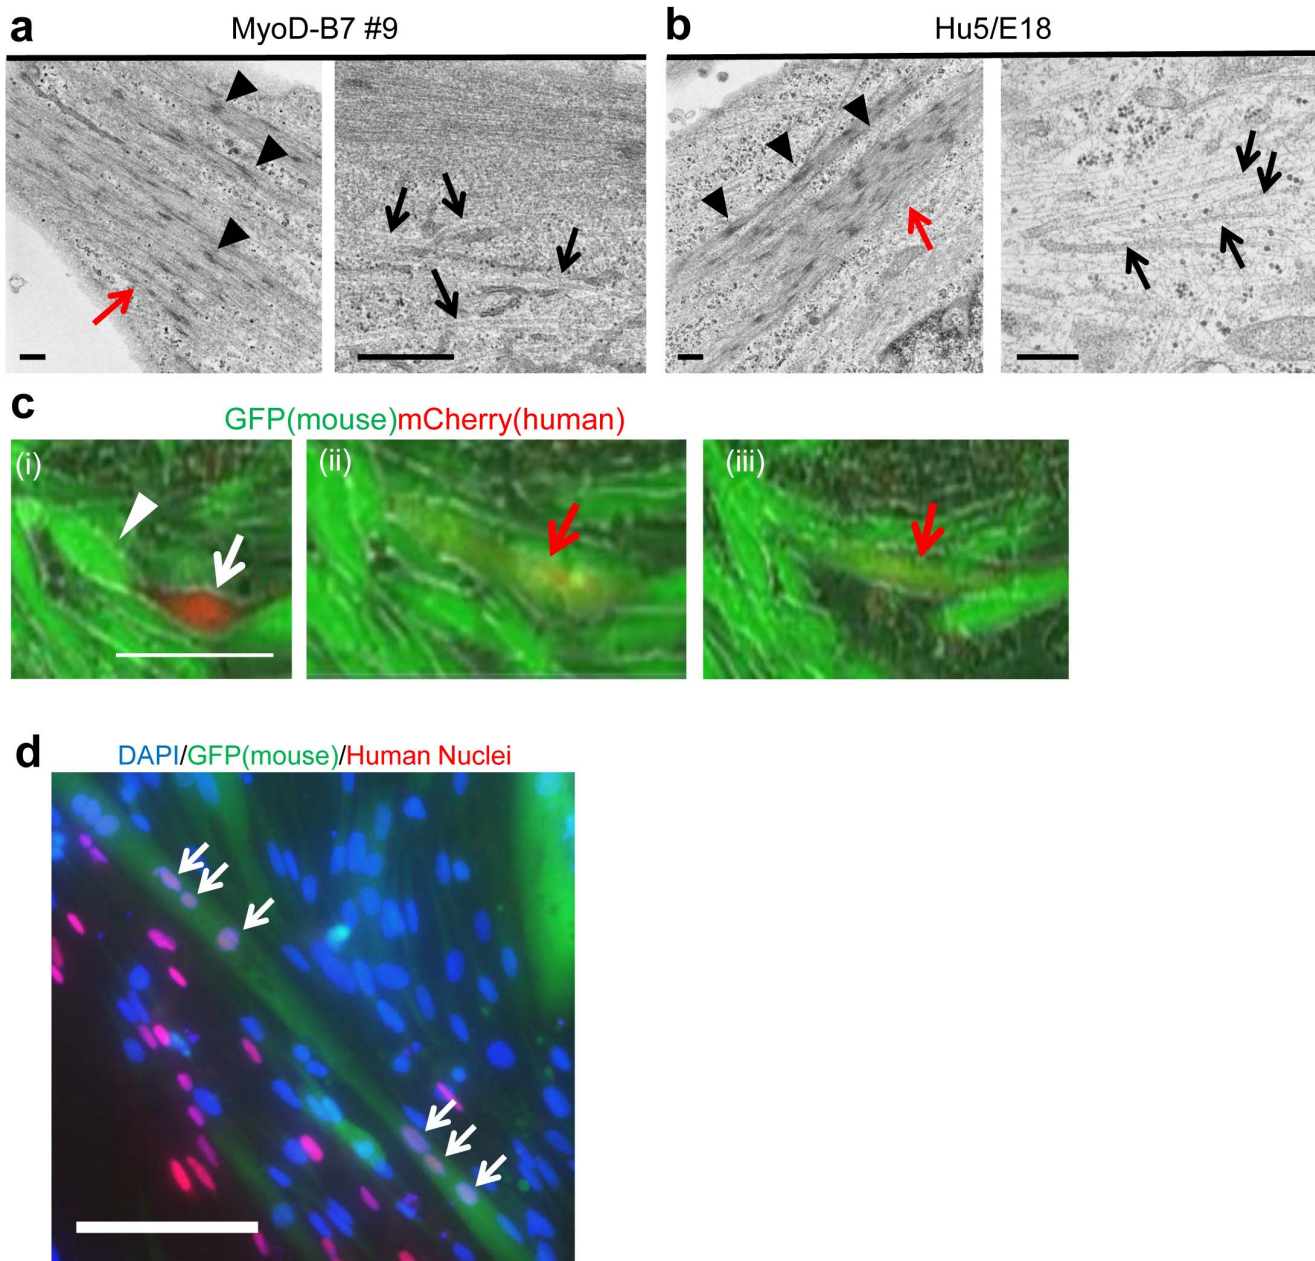 a MyoD-B7 #9
b Hu5/E18
c
GFP(mouse)mCherry(human)
(i)
(ii)
(iii)
d DAPI/GFP(mouse)/Human Nuclei